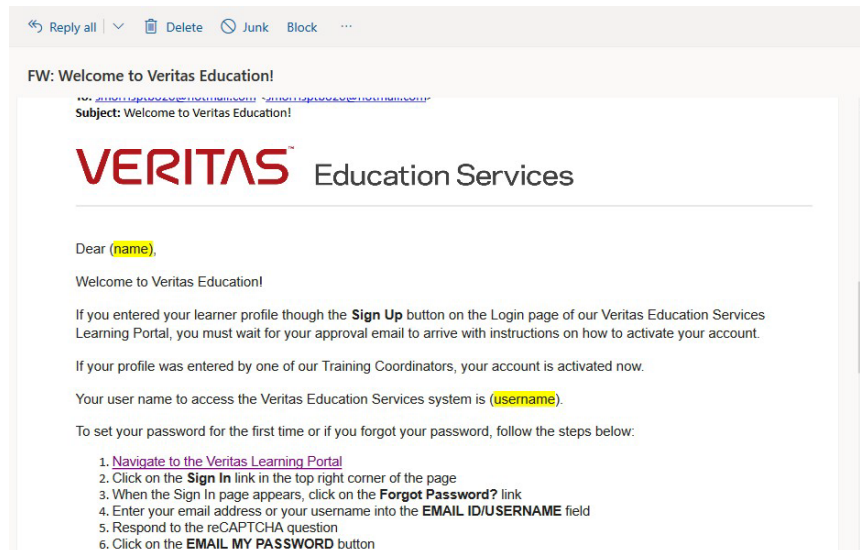 Reply all Delete Junk Block ...
FW: Welcome to Veritas Education!
To:
Subject: Welcome to Veritas Education!
VERITAS™ Education Services
Dear (name),
Welcome to Veritas Education!
If you entered your learner profile though the Sign Up button on the Login page of our Veritas Education Services
Learning Portal, you must wait for your approval email to arrive with instructions on how to activate your account.
If your profile was entered by one of our Training Coordinators, your account is activated now.
Your user name to access the Veritas Education Services system is (username).
To set your password for the first time or if you forgot your password, follow the steps below:
1. Navigate to the Veritas Learning Portal
2. Click on the Sign In link in the top right corner of the page
3. When the Sign In page appears, click on the Forgot Password? link
4. Enter your email address or your username into the EMAIL ID/USERNAME field
5. Respond to the reCAPTCHA question
6. Click on the EMAIL MY PASSWORD button